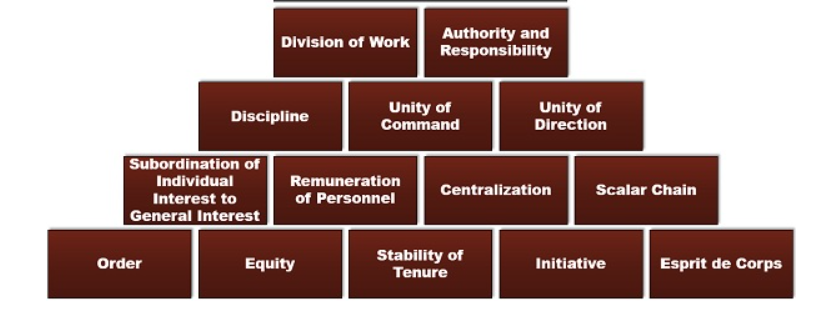 Division of Work
Authority and
Responsibility
Discipline
Unity of
Command
Unity of
Direction
Subordination of
Individual
Interest to
General Interest
Remuneration
of Personnel
Centralization
Scalar Chain
Order
Equity
Stability of
Tenure
Initiative
Esprit de Corps